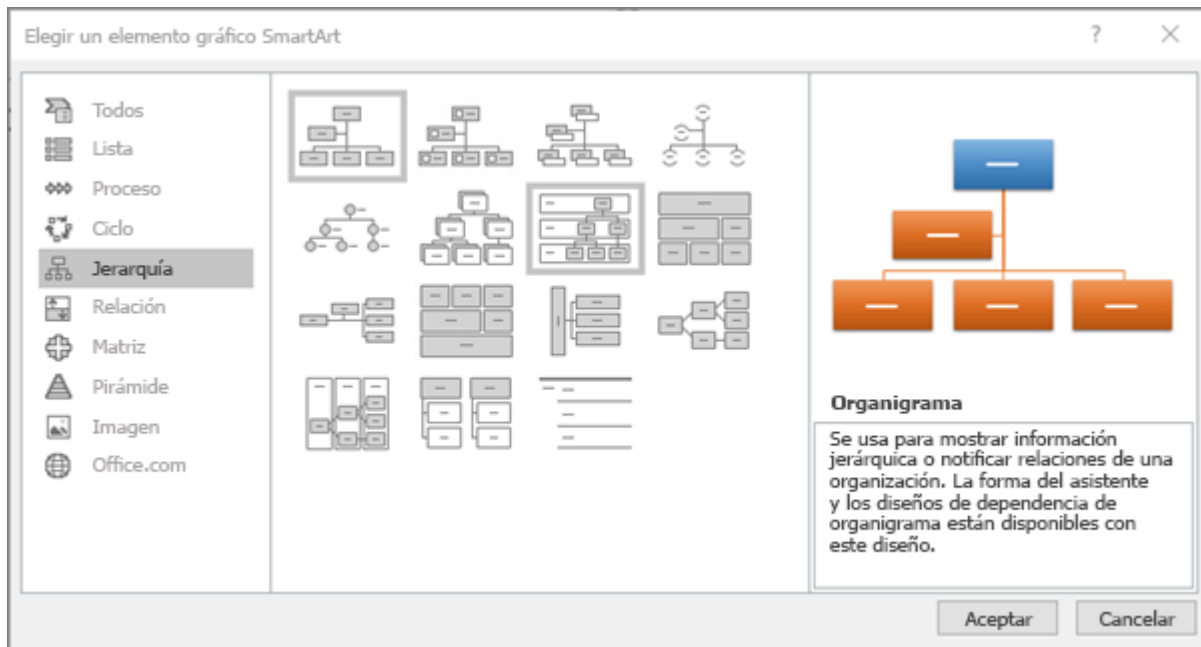 Elegir un elemento gráfico SmartArt
?
Todos
Lista
Proceso
Ciclo
Jerarquía
Relación
Matriz
Pirámide
Imagen
Office.com
Organigrama
Se usa para mostrar información
jerárquica o notificar relaciones de una
organización. La forma del asistente
y los diseños de dependencia de
organigrama están disponibles con
este diseño.
Aceptar
Cancelar